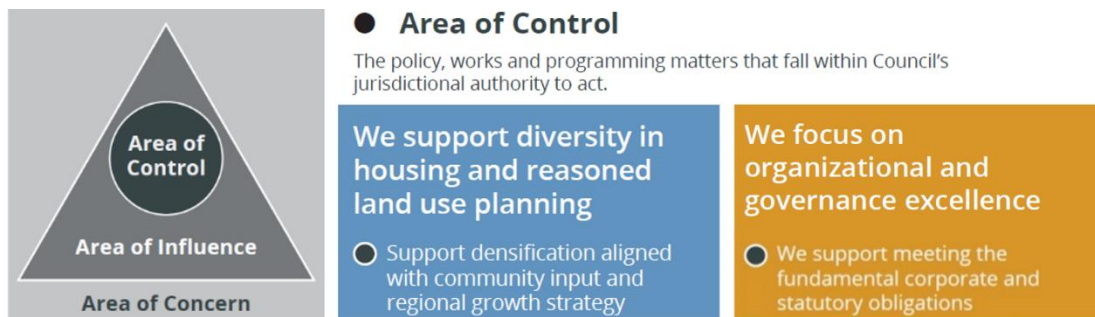 Area of
Control
Area of Influence
Area of Concern
Area of Control
The policy, works and programming matters that fall within Council's
jurisdictional authority to act.
We support diversity in
housing and reasoned
land use planning
Support densification aligned
with community input and
regional growth strategy
We focus on
organizational and
governance excellence
We support meeting the
fundamental corporate and
statutory obligations